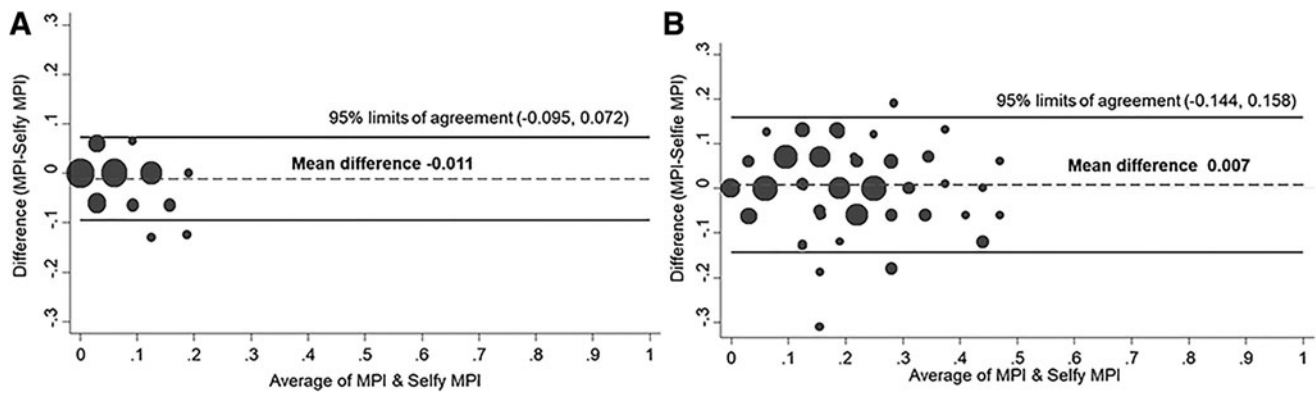 A
Difference (MPI-Selfy MPI)
.3
.2
.1
0
-.1
-.2
-.3
95% limits of agreement (-0.095, 0.072)
Mean difference -0.011
0 .1 .2 .3 .4 .5 .6 .7 .8 .9 1
Average of MPI & Selfy MPI
B
Difference (MPI-Selfie MPI)
.3
.2
.1
0
-.1
-.2
-.3
95% limits of agreement (-0.144, 0.158)
Mean difference 0.007
0 .1 .2 .3 .4 .5 .6 .7 .8 .9 1
Average of MPI & Selfy MPI